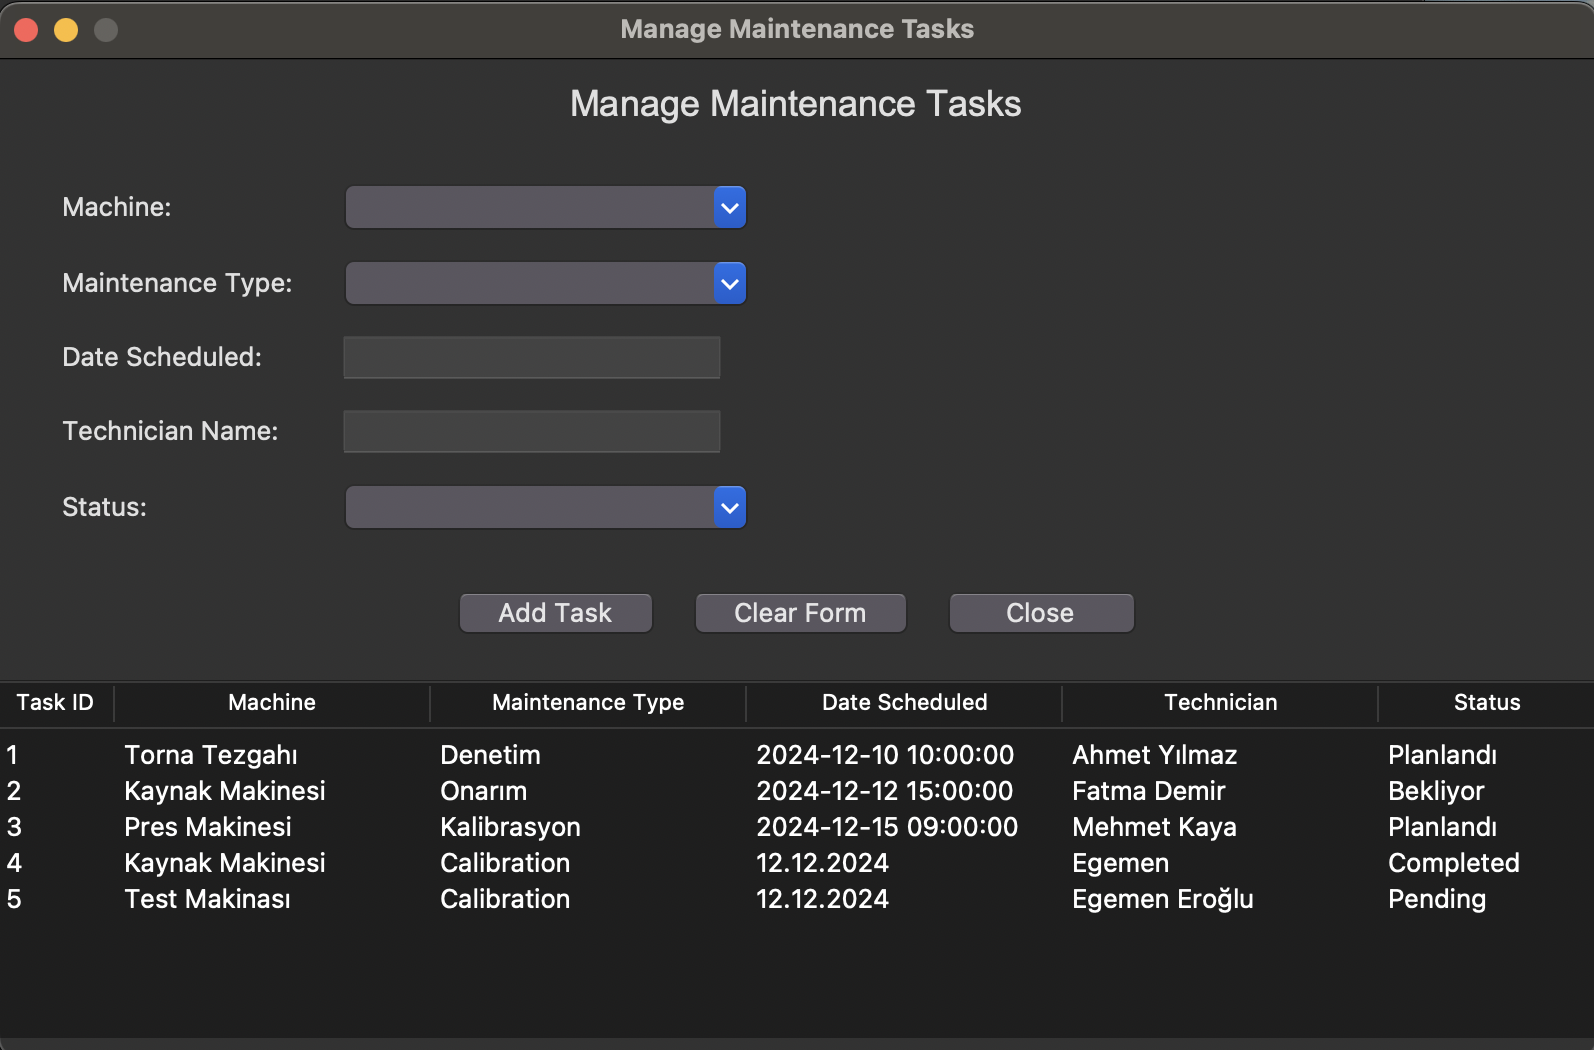 Manage Maintenance Tasks
Manage Maintenance Tasks
Machine:
Maintenance Type:
Date Scheduled:
Technician Name:
Status:
Add Task Clear Form Close
Task ID Machine Maintenance Type Date Scheduled Technician Status
1 Torna Tezgahı Denetim 2024-12-10 10:00:00 Ahmet Yılmaz Planlandı
2 Kaynak Makinesi Onarım 2024-12-12 15:00:00 Fatma Demir Bekliyor
3 Pres Makinesi Kalibrasyon 2024-12-15 09:00:00 Mehmet Kaya Planlandı
4 Kaynak Makinesi Calibration 12.12.2024 Egemen Completed
5 Test Makinası Calibration 12.12.2024 Egemen Eroğlu Pending